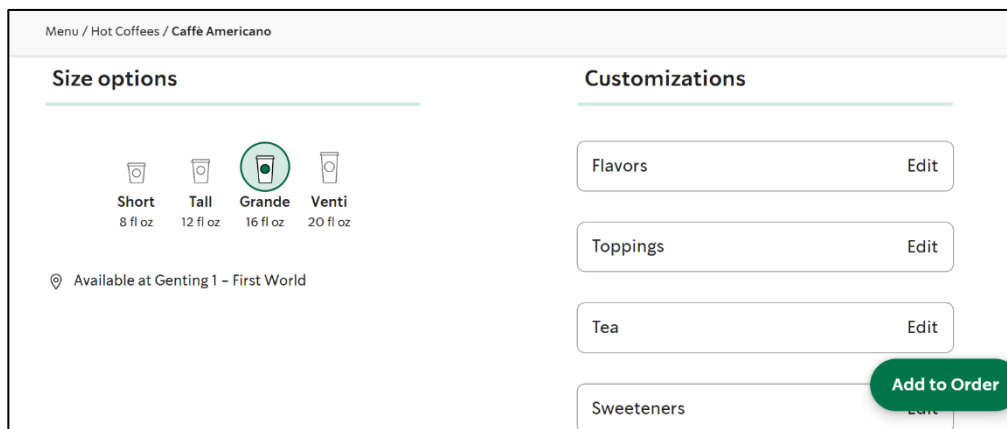 Menu / Hot Coffees / Caffè Americano
Size options
Short Tall Grande Venti
8 fl oz 12 fl oz 16 fl oz 20 fl oz
Available at Genting 1 – First World
Customizations
Flavors Edit
Toppings Edit
Tea Edit
Add to Order
Sweeteners Edit